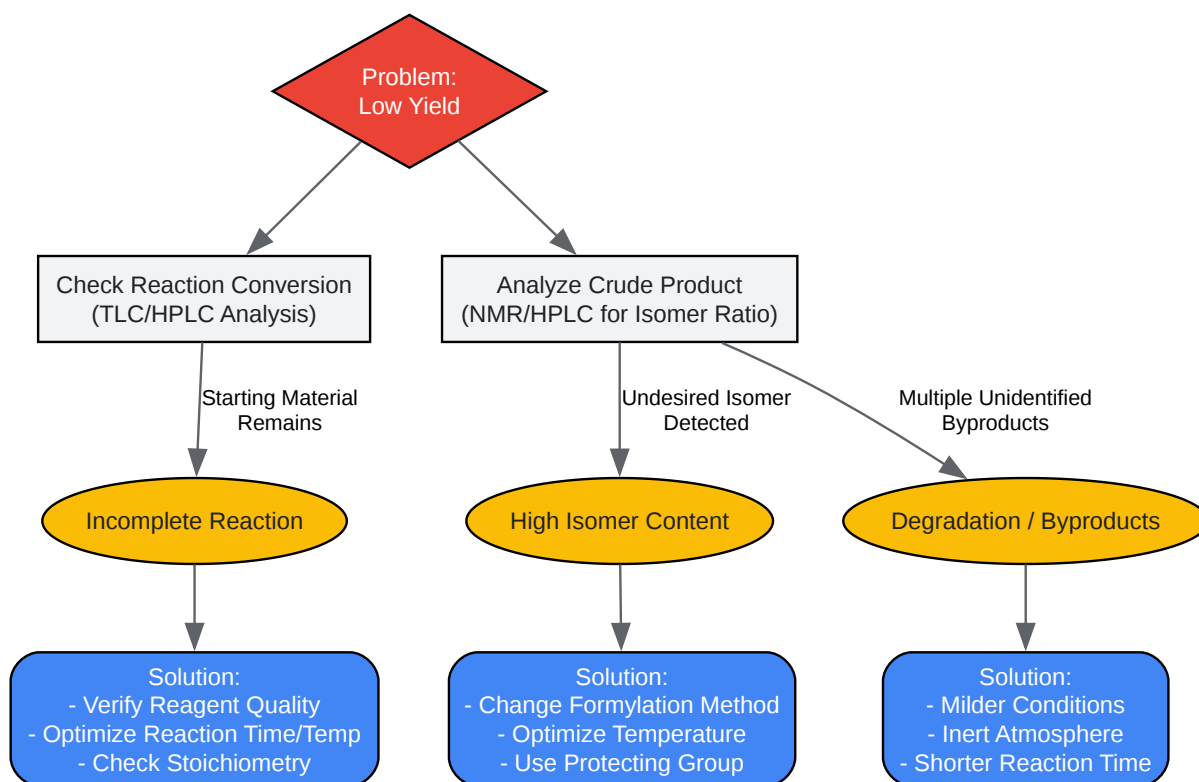 Problem:
Low Yield
Check Reaction Conversion
(TLC/HPLC Analysis)
Analyze Crude Product
(NMR/HPLC for Isomer Ratio)
Starting Material
Remains
Undesired Isomer
Detected
Multiple Unidentified
Byproducts
Incomplete Reaction
High Isomer Content
Degradation / Byproducts
Solution:
- Verify Reagent Quality
- Optimize Reaction Time/Temp
- Check Stoichiometry
Solution:
- Change Formylation Method
- Optimize Temperature
- Use Protecting Group
Solution:
- Milder Conditions
- Inert Atmosphere
- Shorter Reaction Time